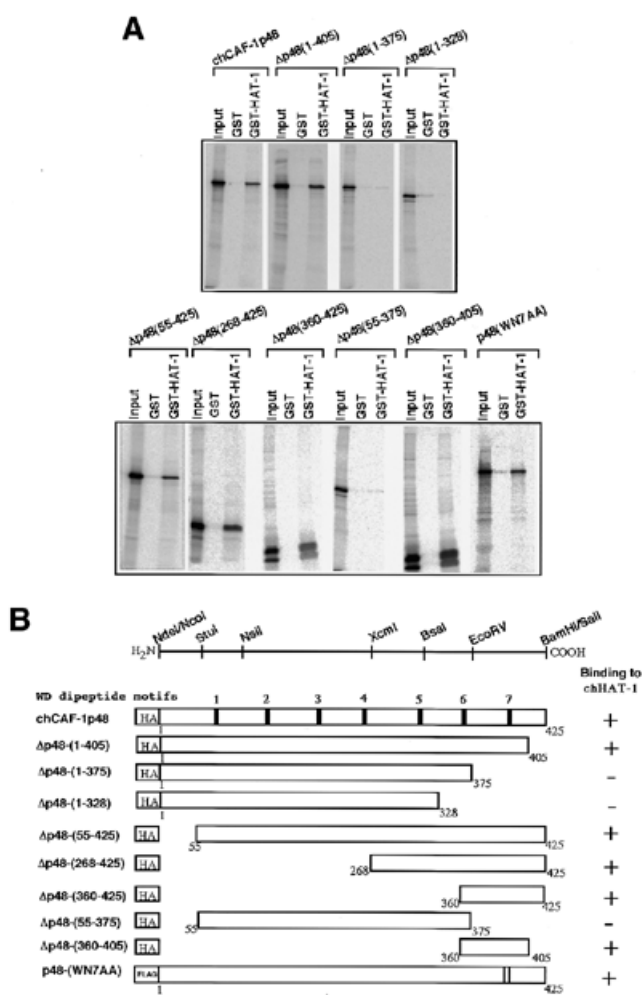 A
chCAF-1p48 Δp48(1-405) Δp48(1-375) Δp48(1-328)
Input GST GST-HAT-1 Input GST GST-HAT-1 Input GST GST-HAT-1 Input GST GST-HAT-1
Δp48(55-425) Δp48(268-425) Δp48(360-425) Δp48(55-375) Δp48(360-405) p48(WN7AA)
Input GST GST-HAT-1 Input GST GST-HAT-1 Input GST GST-HAT-1 Input GST GST-HAT-1 Input GST GST-HAT-1 Input GST GST-HAT-1
B
NdeI/NcoI StuI NsiI XcmI BsaI EcoRV BamHI/SalI
H2N COOH
Binding to
chHAT-1
WD dipeptide motifs 1 2 3 4 5 6 7
chCAF-1p48 HA 1 425 +
Δp48-(1-405) HA 1 405 +
Δp48-(1-375) HA 1 375 -
Δp48-(1-328) HA 1 328 -
Δp48-(55-425) HA 55 425 +
Δp48-(268-425) HA 268 425 +
Δp48-(360-425) HA 360 425 +
Δp48-(55-375) HA 55 375 -
Δp48-(360-405) HA 360 405 +
p48-(WN7AA) FLAG 1 425 +